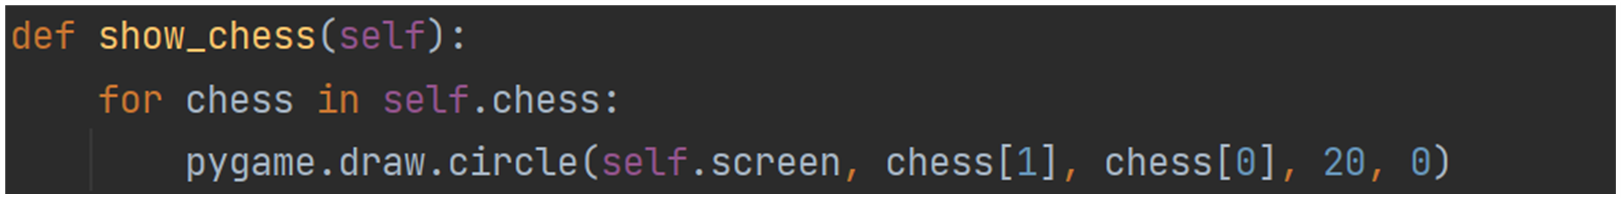 def show_chess(self):
    for chess in self.chess:
        pygame.draw.circle(self.screen, chess[1], chess[0], 20, 0)